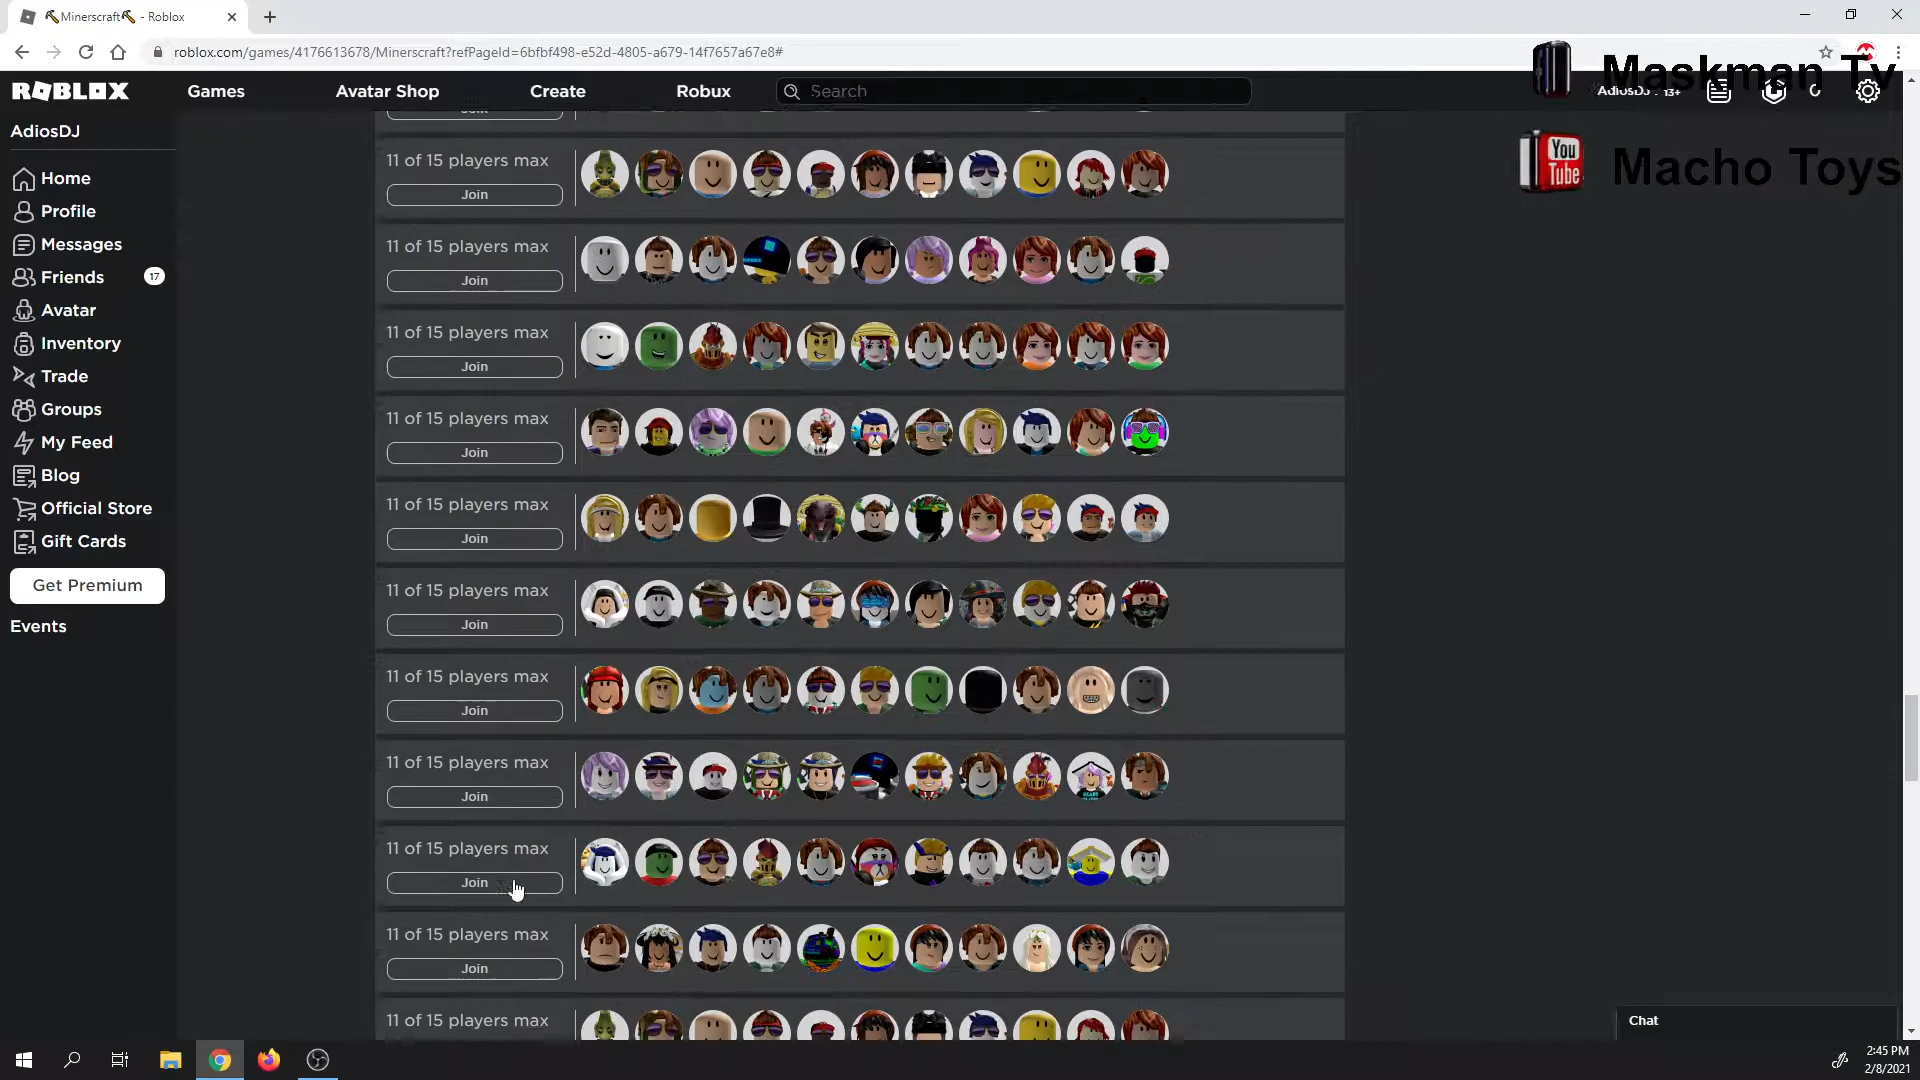 🔨Minerscraft🔨 - Roblox
roblox.com/games/4176613678/Minerscraft?refPageId=6bfbf498-e52d-4805-a679-14f7657a67e8#
Maskman Tv
ROBLOX
Games
Avatar Shop
Create
Robux
Search
AdiosDJ : 13+
AdiosDJ
You Tube
Macho Toys
Home
Profile
Messages
Friends 17
Avatar
Inventory
Trade
Groups
My Feed
Blog
Official Store
Gift Cards
Get Premium
Events
Join
11 of 15 players max
Join
11 of 15 players max
Join
11 of 15 players max
Join
11 of 15 players max
Join
11 of 15 players max
Join
11 of 15 players max
Join
11 of 15 players max
Join
11 of 15 players max
Join
11 of 15 players max
Join
11 of 15 players max
Join
11 of 15 players max
Chat
2:45 PM
2/8/2021